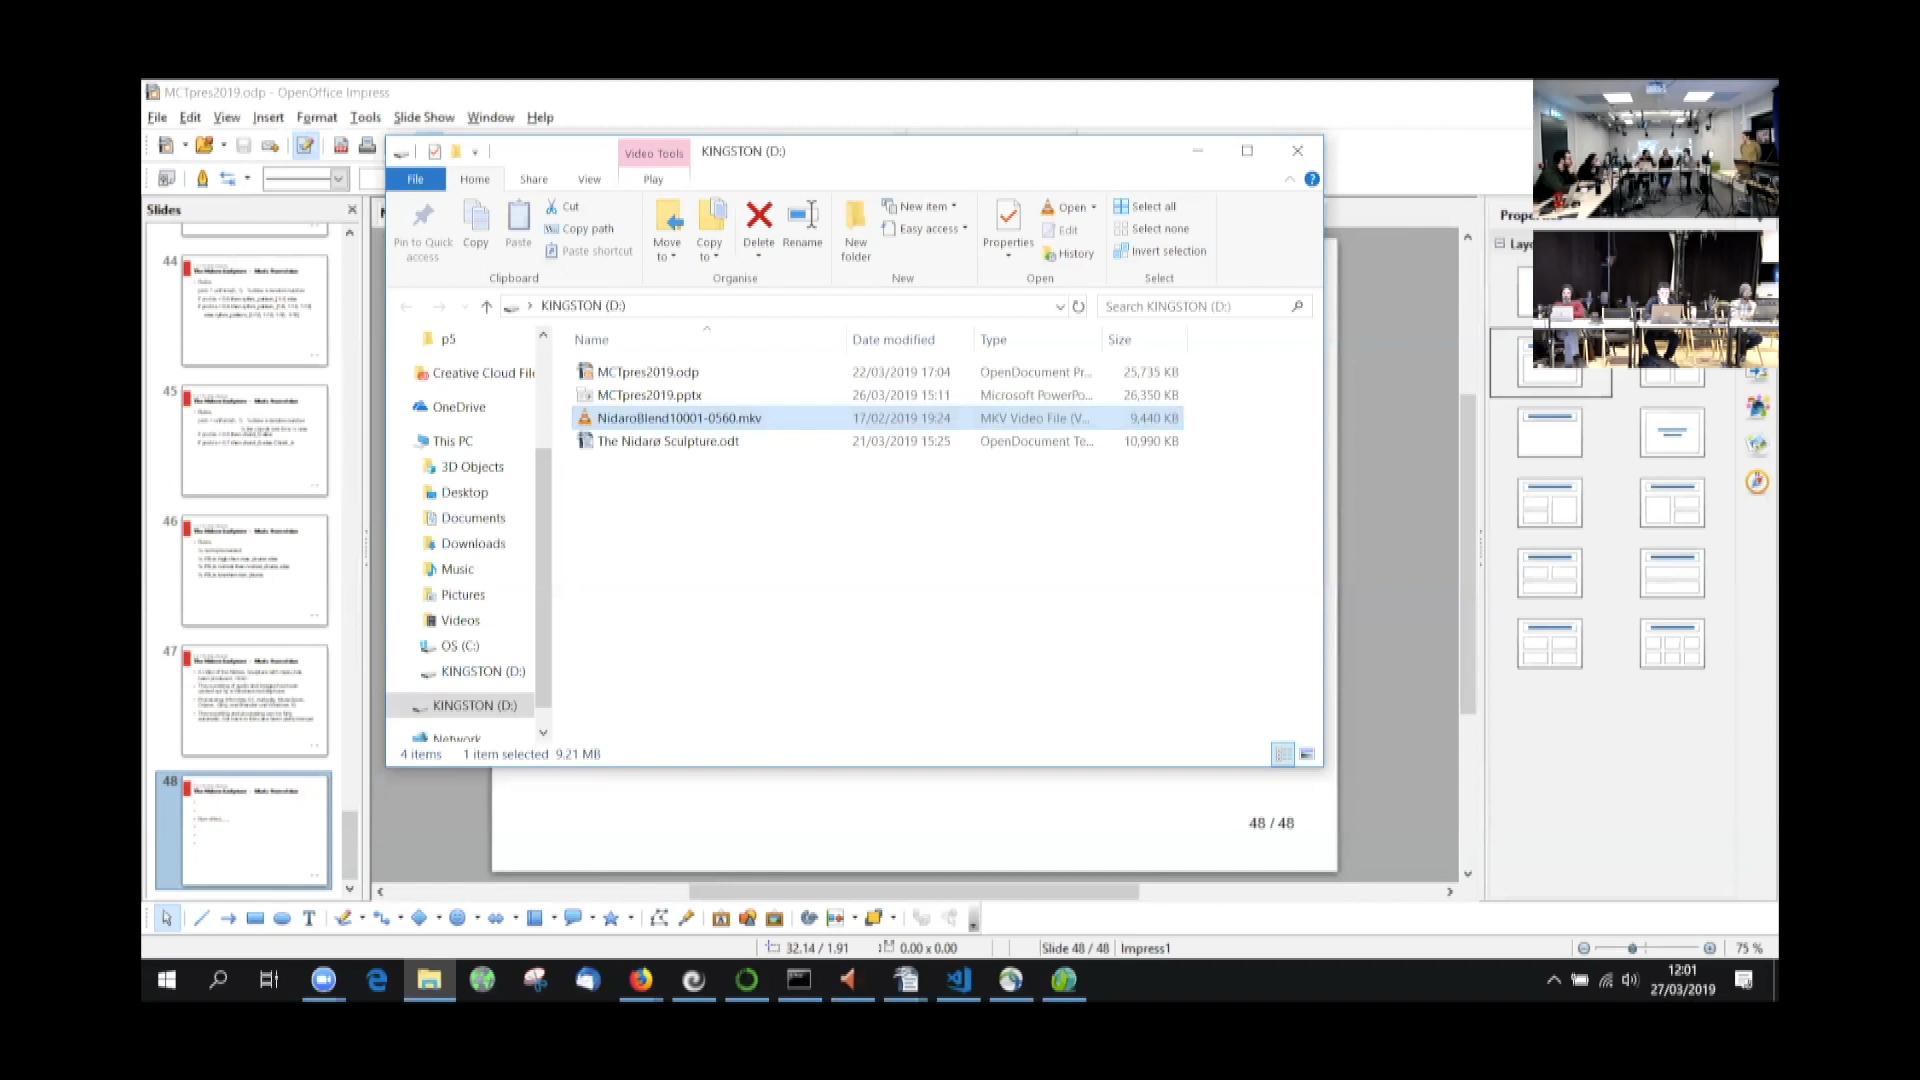 MCTpres2019.odp - OpenOffice Impress
File Edit View Insert Format Tools Slide Show Window Help
Video Tools KINGSTON (D:)
File Home Share View Play
Pin to Quick access
Copy
Paste
Cut
Copy path
Paste shortcut
Move to
Copy to
Delete
Rename
New folder
New item
Easy access
Properties
Open
Edit
History
Select all
Select none
Invert selection
Clipboard Organise New Open Select
KINGSTON (D:)
Search KINGSTON (D:)
Slides
44
45
46
47
48
p5
Creative Cloud File
OneDrive
This PC
3D Objects
Desktop
Documents
Downloads
Music
Pictures
Videos
OS (C:)
KINGSTON (D:)
KINGSTON (D:)
Network
Name Date modified Type Size
MCTpres2019.odp 22/03/2019 17:04 OpenDocument Pr... 25,735 KB
MCTpres2019.pptx 26/03/2019 15:11 Microsoft PowerPo... 26,350 KB
NidaroBlend10001-0560.mkv 17/02/2019 19:24 MKV Video File (V... 9,440 KB
The Nidarø Sculpture.odt 21/03/2019 15:25 OpenDocument Te... 10,990 KB
4 items 1 item selected 9.21 MB
48 / 48
32.14 / 1.91 0.00 x 0.00 Slide 48 / 48 Impress1 75 %
12:01
27/03/2019